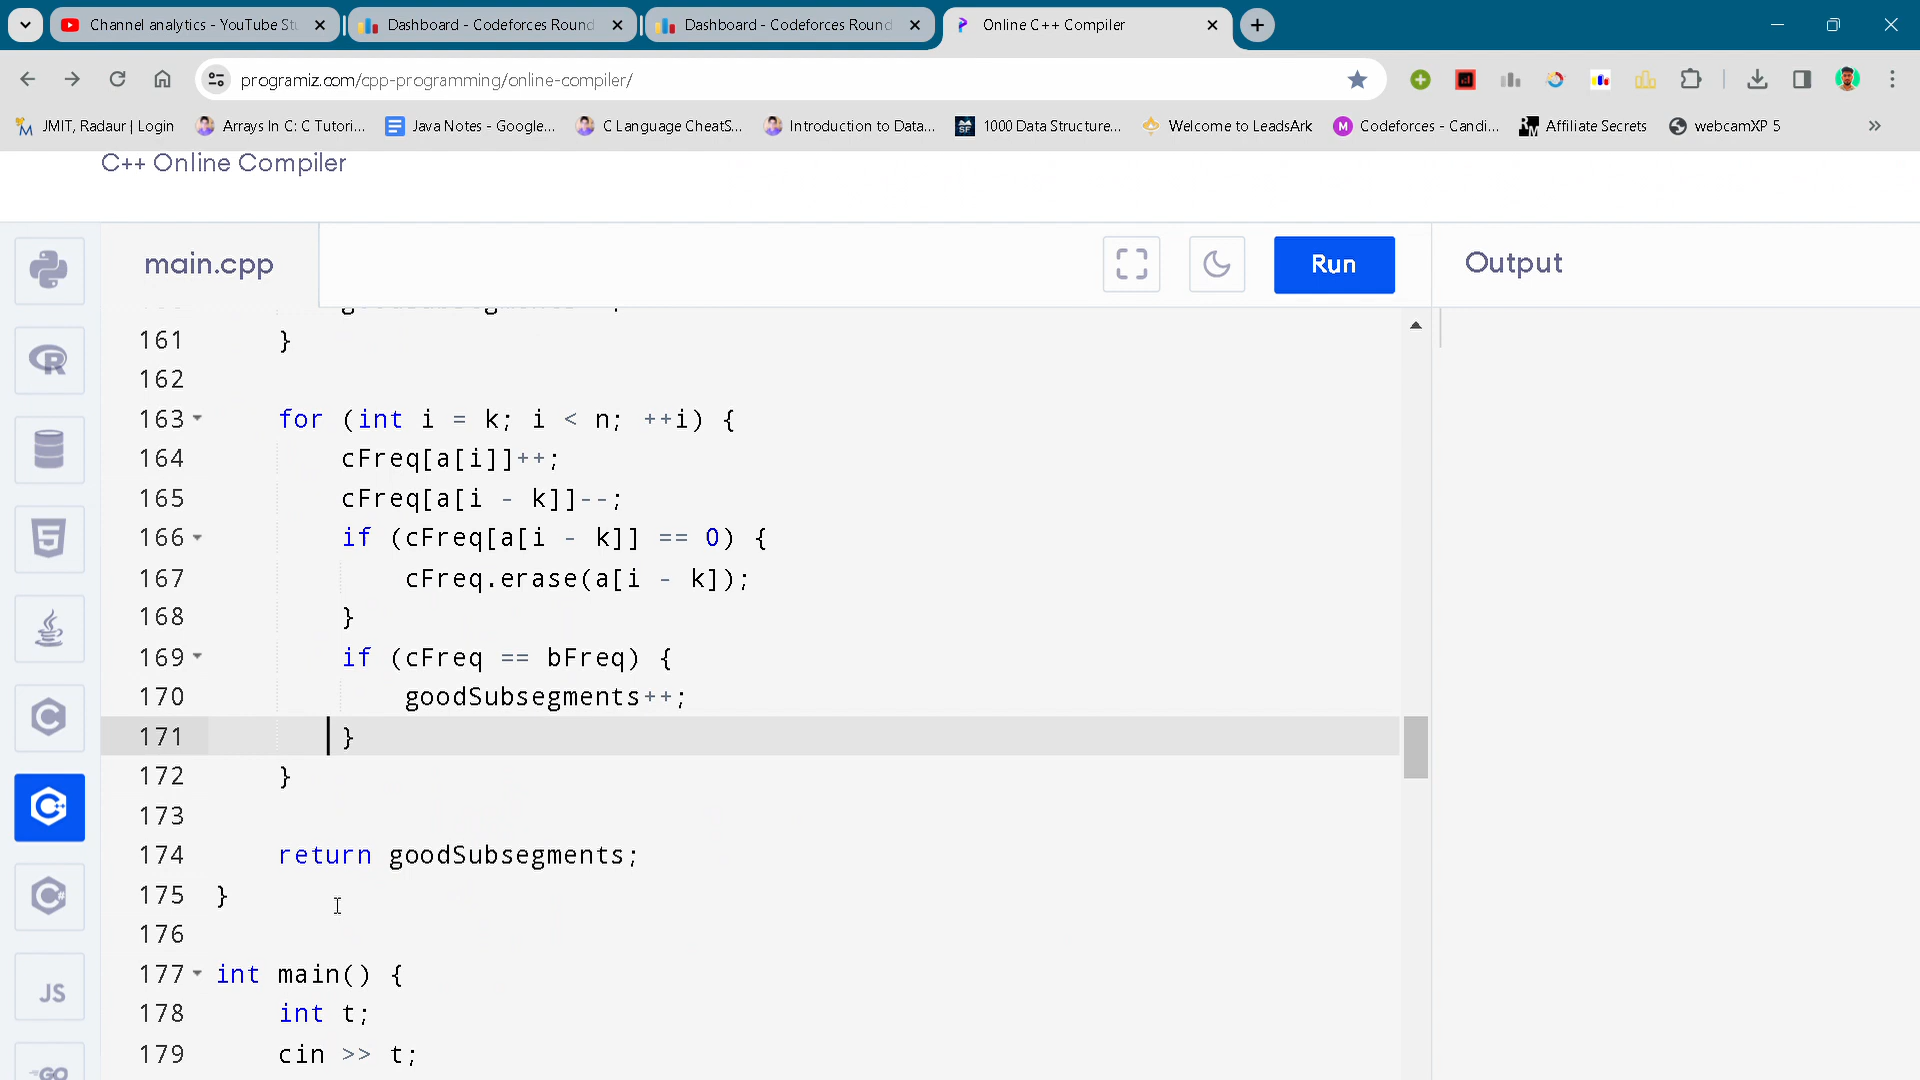 Channel analytics - YouTube Stu
Dashboard - Codeforces Round
Dashboard - Codeforces Round
Online C++ Compiler
programiz.com/cpp-programming/online-compiler/
JMIT, Radaur | Login
Arrays In C: C Tutori...
Java Notes - Google...
C Language CheatS...
Introduction to Data...
1000 Data Structure...
Welcome to LeadsArk
Codeforces - Candi...
Affiliate Secrets
webcamXP 5
C++ Online Compiler
main.cpp
Run
Output
161 }
162
163 for (int i = k; i < n; ++i) {
164 cFreq[a[i]]++;
165 cFreq[a[i - k]]--;
166 if (cFreq[a[i - k]] == 0) {
167 cFreq.erase(a[i - k]);
168 }
169 if (cFreq == bFreq) {
170 goodSubsegments++;
171 }
172 }
173
174 return goodSubsegments;
175 }
176
177 int main() {
178 int t;
179 cin >> t;
JS
GO